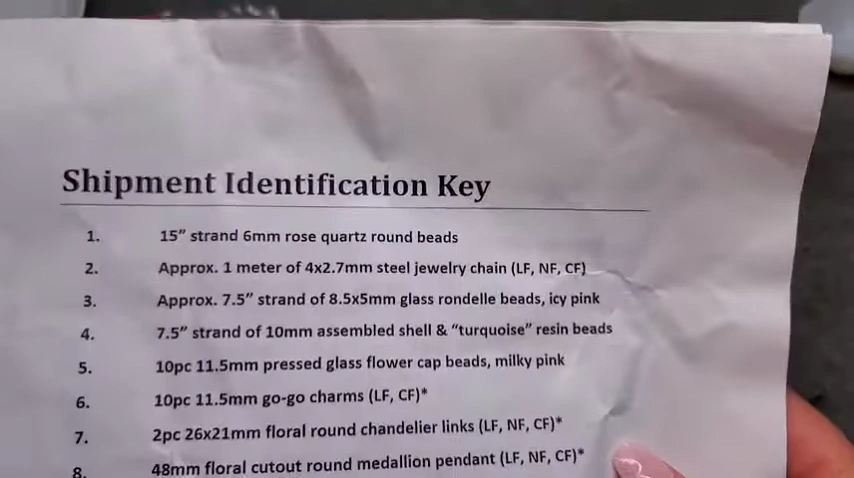 Shipment Identification Key
1. 15” strand 6mm rose quartz round beads
2. Approx. 1 meter of 4x2.7mm steel jewelry chain (LF, NF, CF)
3. Approx. 7.5” strand of 8.5x5mm glass rondelle beads, icy pink
4. 7.5” strand of 10mm assembled shell & “turquoise” resin beads
5. 10pc 11.5mm pressed glass flower cap beads, milky pink
6. 10pc 11.5mm go-go charms (LF, CF)*
7. 2pc 26x21mm floral round chandelier links (LF, NF, CF)*
8. 48mm floral cutout round medallion pendant (LF, NF, CF)*